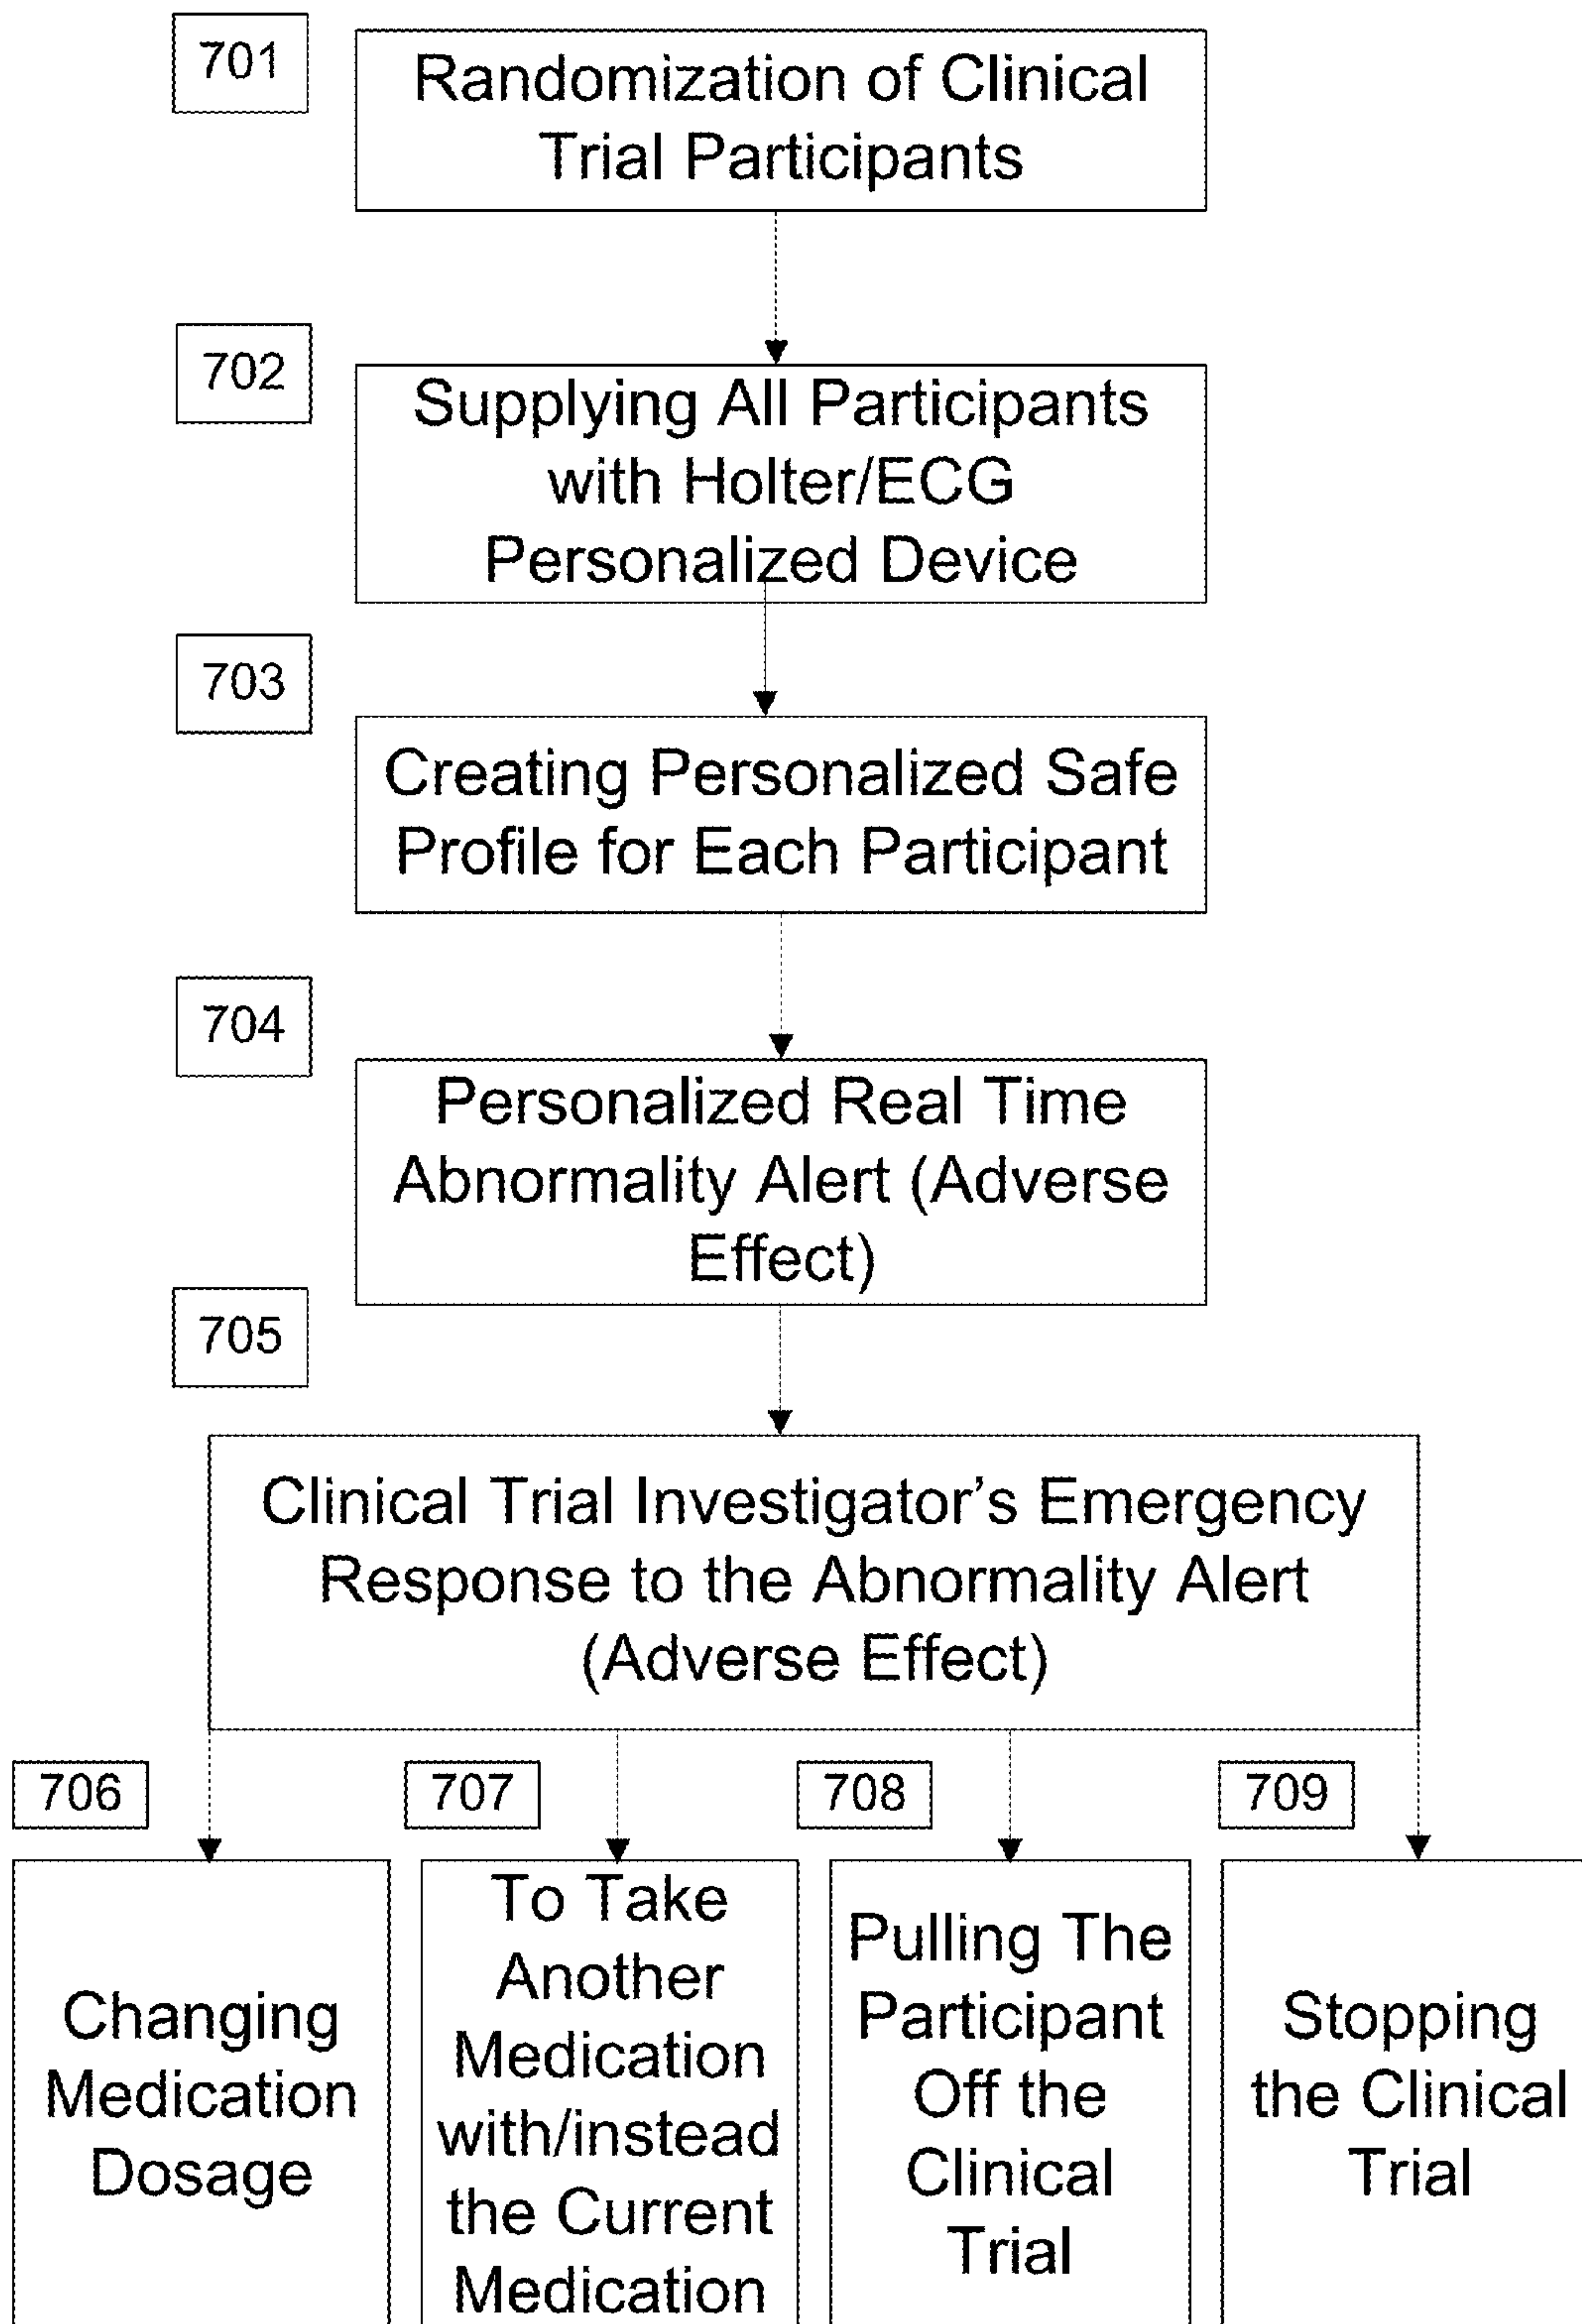 701
Randomization of Clinical
Trial Participants
702
Supplying All Participants
with Holter/ECG
Personalized Device
703
Creating Personalized Safe
Profile for Each Participant
704
Personalized Real Time
Abnormality Alert (Adverse
Effect)
705
Clinical Trial Investigator’s Emergency
Response to the Abnormality Alert
(Adverse Effect)
706
Changing
Medication
Dosage
707
To Take
Another
Medication
with/instead
the Current
Medication
708
Pulling The
Participant
Off the
Clinical
Trial
709
Stopping
the Clinical
Trial